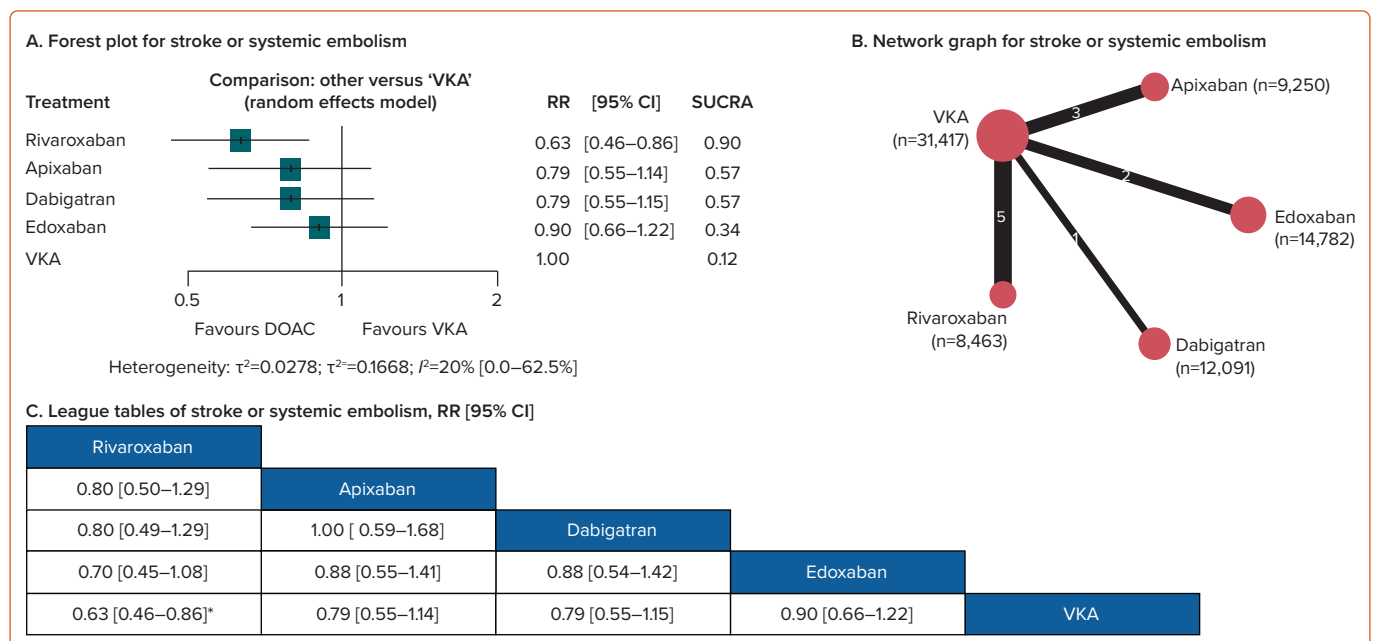 A. Forest plot for stroke or systemic embolism
Comparison: other versus ‘VKA’
Treatment (random effects model) RR [95% CI] SUCRA
Rivaroxaban 0.63 [0.46–0.86] 0.90
Apixaban 0.79 [0.55–1.14] 0.57
Dabigatran 0.79 [0.55–1.15] 0.57
Edoxaban 0.90 [0.66–1.22] 0.34
VKA 1.00 0.12
0.5 1 2
Favours DOAC Favours VKA
Heterogeneity: τ²=0.0278; τ²⁼=0.1668; I²=20% [0.0–62.5%]
B. Network graph for stroke or systemic embolism
Apixaban (n=9,250)
VKA
(n=31,417)
3
2
Edoxaban
(n=14,782)
5
1
Rivaroxaban
(n=8,463)
Dabigatran
(n=12,091)
C. League tables of stroke or systemic embolism, RR [95% CI]
Rivaroxaban
0.80 [0.50–1.29] Apixaban
0.80 [0.49–1.29] 1.00 [ 0.59–1.68] Dabigatran
0.70 [0.45–1.08] 0.88 [0.55–1.41] 0.88 [0.54–1.42] Edoxaban
0.63 [0.46–0.86]* 0.79 [0.55–1.14] 0.79 [0.55–1.15] 0.90 [0.66–1.22] VKA